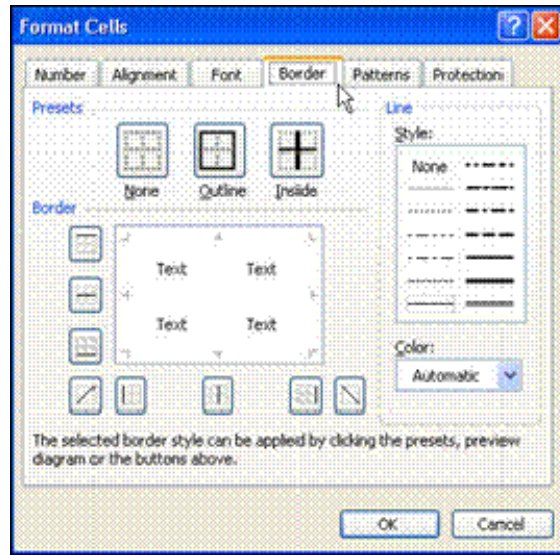 Format Cells
Number Alignment Font Border Patterns Protection
Presets
Line
Style:
None
None Outline Inside
Border
Text Text
Text Text
Color:
Automatic
The selected border style can be applied by clicking the presets, preview
diagram or the buttons above.
OK Cancel